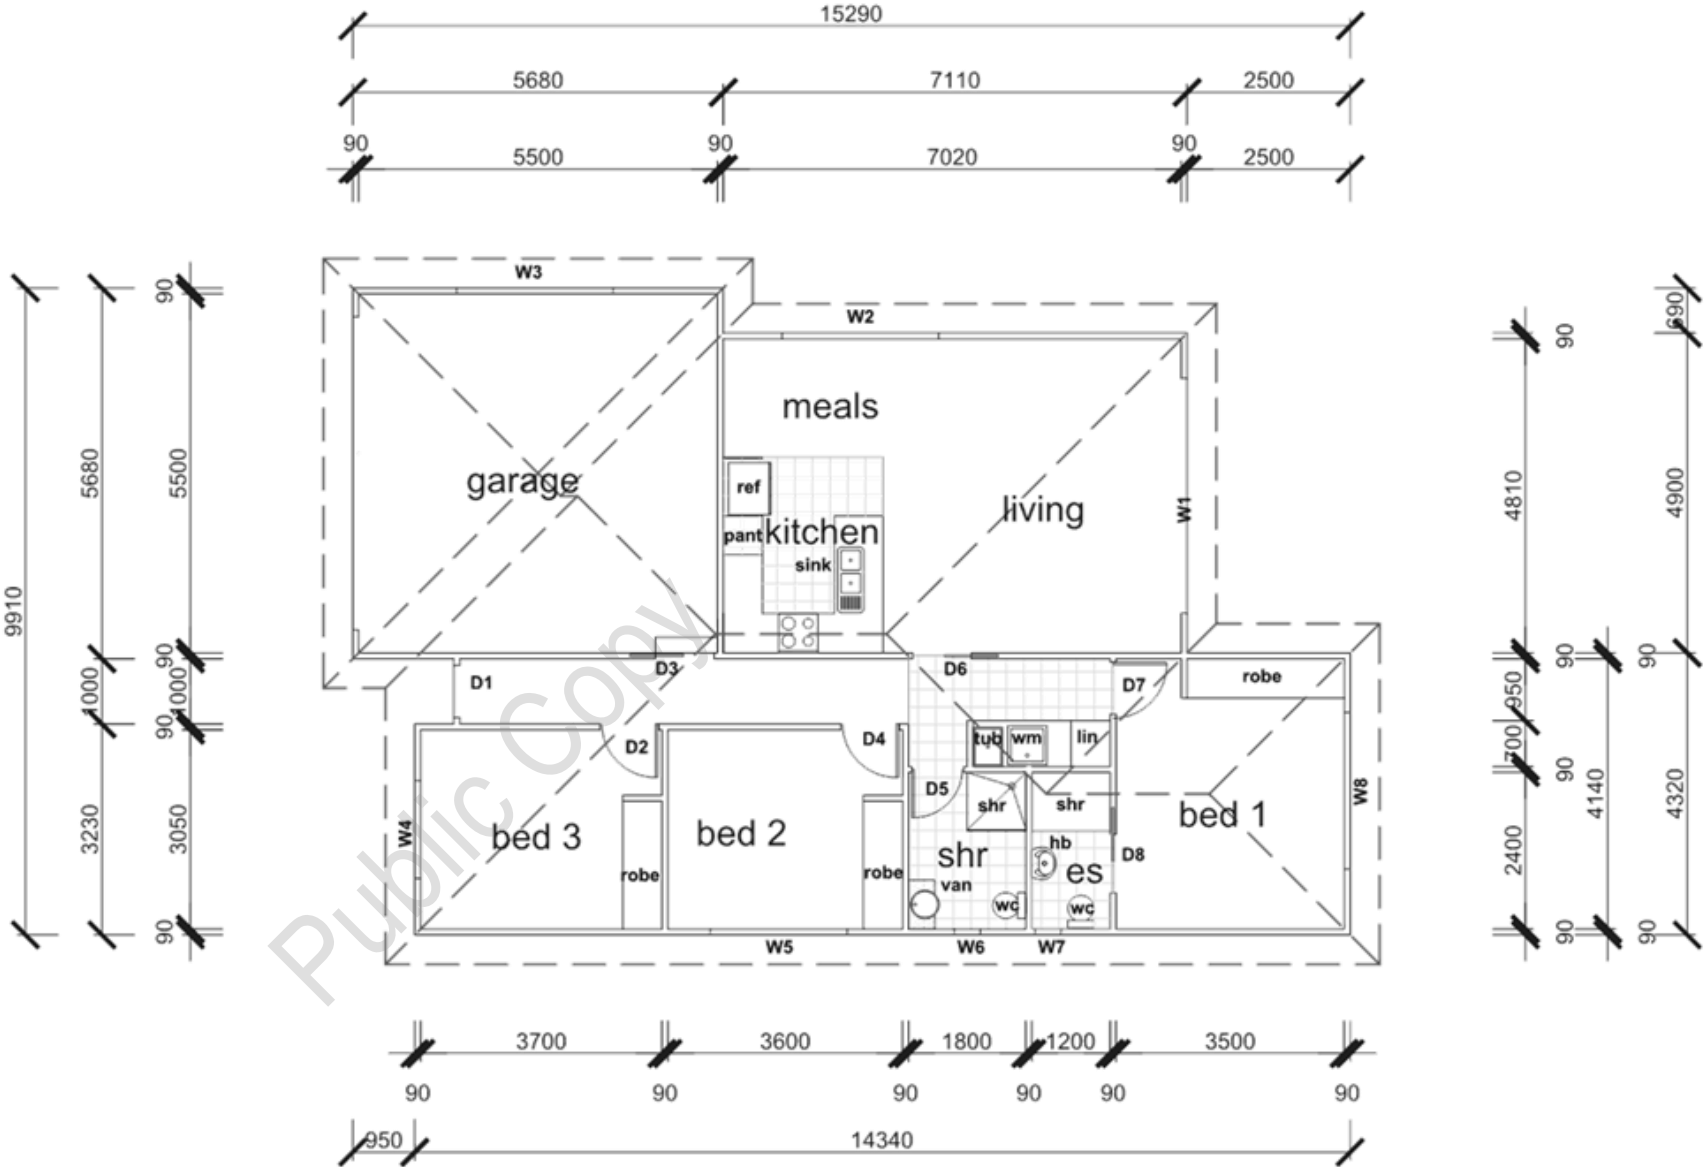 15290
5680 7110 2500
90 90 90
5500 7020 2500
W3
W2
90
90
690
meals
9910
5680
5500
garage
ref
pant kitchen
sink
living
W1
4810
4900
90
D3
D6
90
90
1000
1000
D1
D7
robe
950
90
D2
D4
tub wm lin
700
90
3230
3050
W4
bed 3
bed 2
D5
shr shr
bed 1
W8
2400
4140
4320
shr
hb
D8
robe
robe
van
es
wc
wc
90
W5
W6
W7
90
90
Public Copy
3700 3600 1800 1200 3500
90 90 90 90 90 90
950 14340